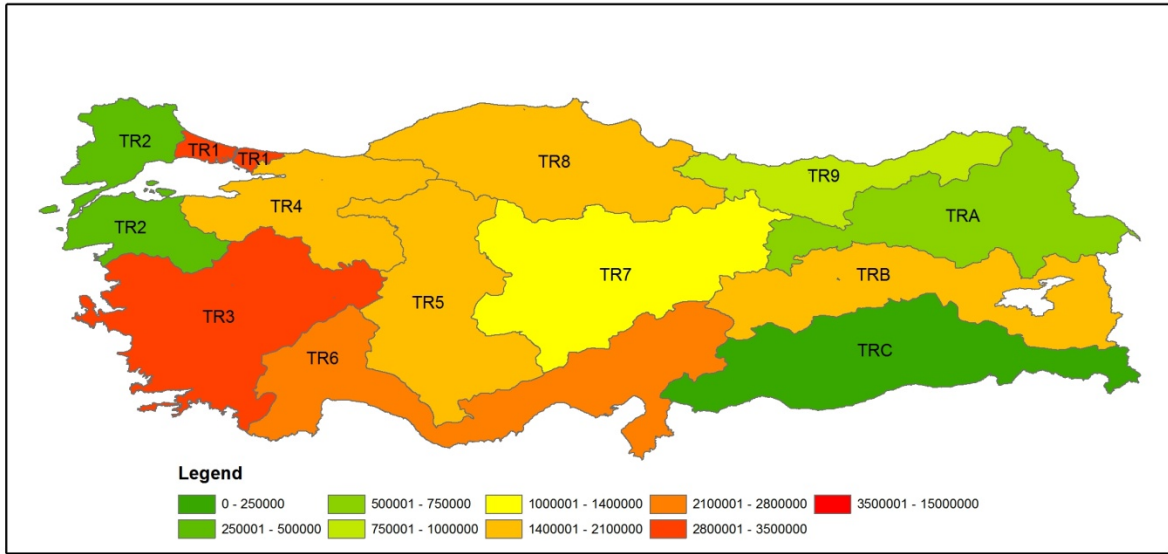 TR2
TR1
TR1
TR8
TR9
TR4
TRA
TR2
TR7
TRB
TR5
TR3
TR6
TRC
Legend
0 - 250000
500001 - 750000
1000001 - 1400000
2100001 - 2800000
3500001 - 15000000
250001 - 500000
750001 - 1000000
1400001 - 2100000
2800001 - 3500000